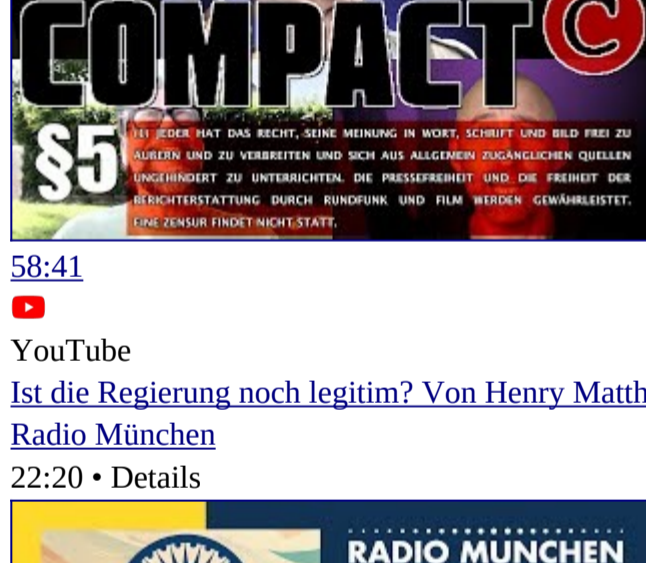 COMPACT C
§5 (1) JEDER HAT DAS RECHT, SEINE MEINUNG IN WORT, SCHRIFT UND BILD FREI ZU
ÄUßERN UND ZU VERBREITEN UND SICH AUS ALLGEMEIN ZUGÄNGLICHEN QUELLEN
UNGEHINDERT ZU UNTERRICHTEN. DIE PRESSEFREIHEIT UND DIE FREIHEIT DER
BERICHTERSTATTUNG DURCH RUNDFUNK UND FILM WERDEN GEWÄHRLEISTET.
EINE ZENSUR FINDET NICHT STATT.
58:41
YouTube
Ist die Regierung noch legitim? Von Henry Matth
Radio München
22:20 • Details
RADIO MÜNCHEN